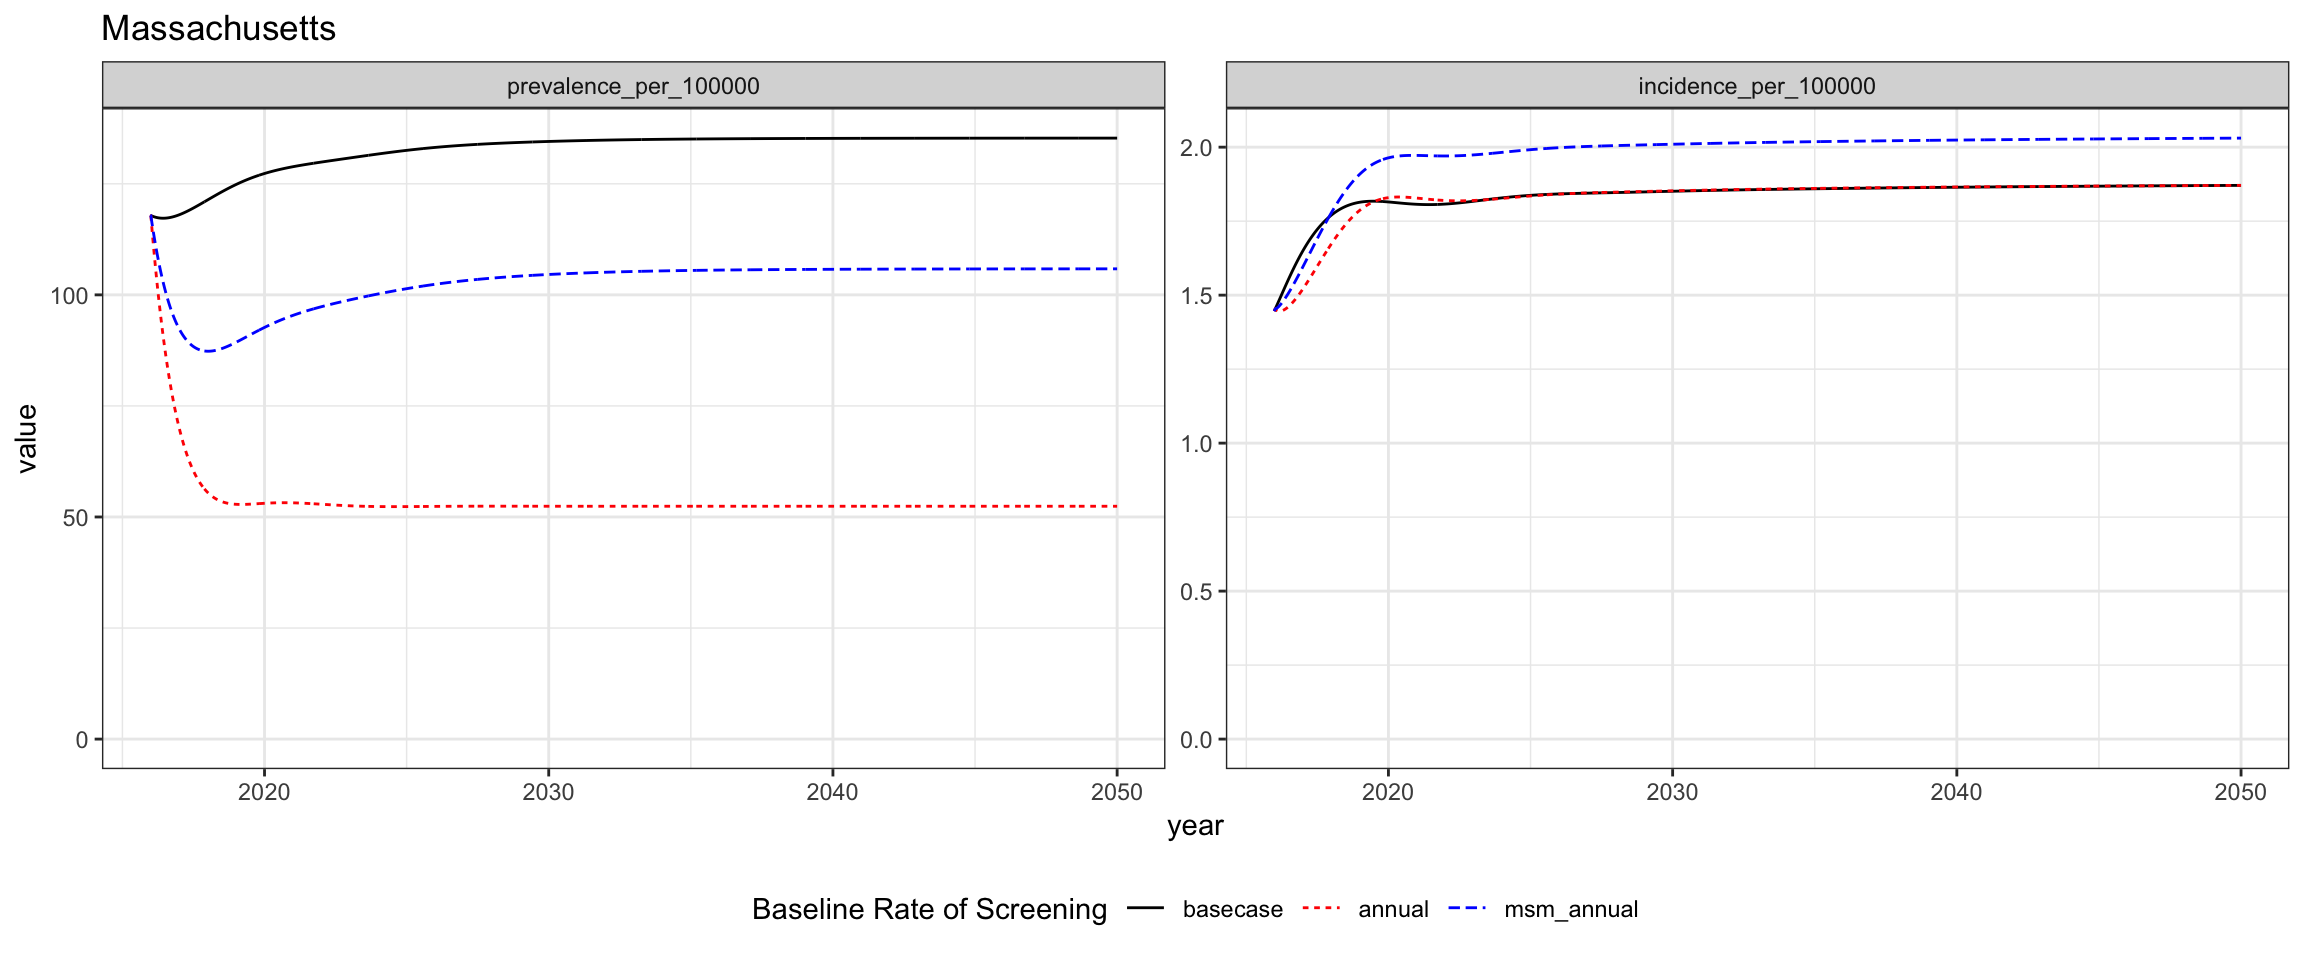 Massachusetts
prevalence_per_100000
incidence_per_100000
value
100
50
0
2.0
1.5
1.0
0.5
0.0
2020 2030 2040 2050
2020 2030 2040 2050
year
Baseline Rate of Screening basecase annual msm_annual